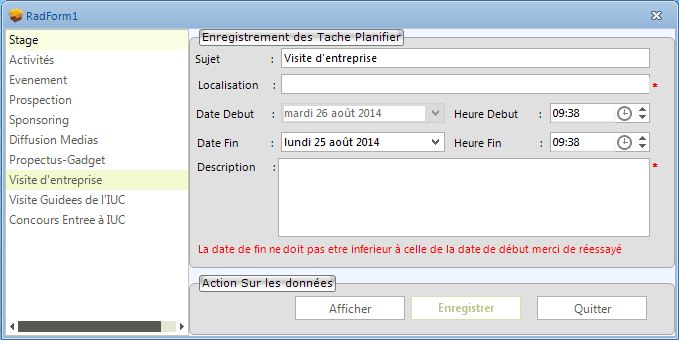 RadForm1
Stage
Activités
Evenement
Prospection
Sponsoring
Diffusion Medias
Propectus-Gadget
Visite d'entreprise
Visite Guidees de l'IUC
Concours Entree à IUC
Enregistrement des Tache Planifier
Sujet : Visite d'entreprise
Localisation : *
Date Debut : mardi 26 août 2014 Heure Debut : 09:38
Date Fin : lundi 25 août 2014 Heure Fin : 09:38
Description : *
La date de fin ne doit pas etre inferieur à celle de la date de début merci de réessayé
Action Sur les données
Afficher Enregistrer Quitter